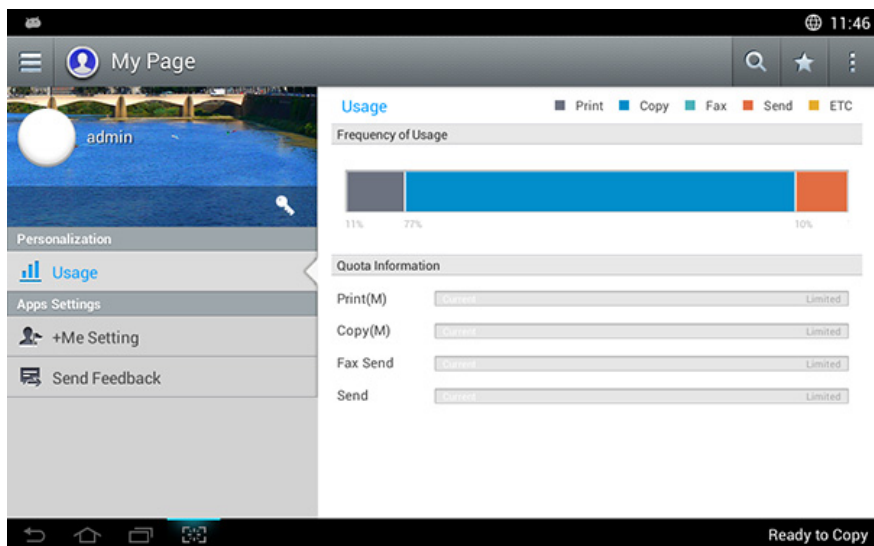 11:46
My Page
admin
Personalization
Usage
Apps Settings
+Me Setting
Send Feedback
Usage
Print Copy Fax Send ETC
Frequency of Usage
11% 77% 10%
Quota Information
Print(M) Current Limited
Copy(M) Current Limited
Fax Send Current Limited
Send Current Limited
Ready to Copy